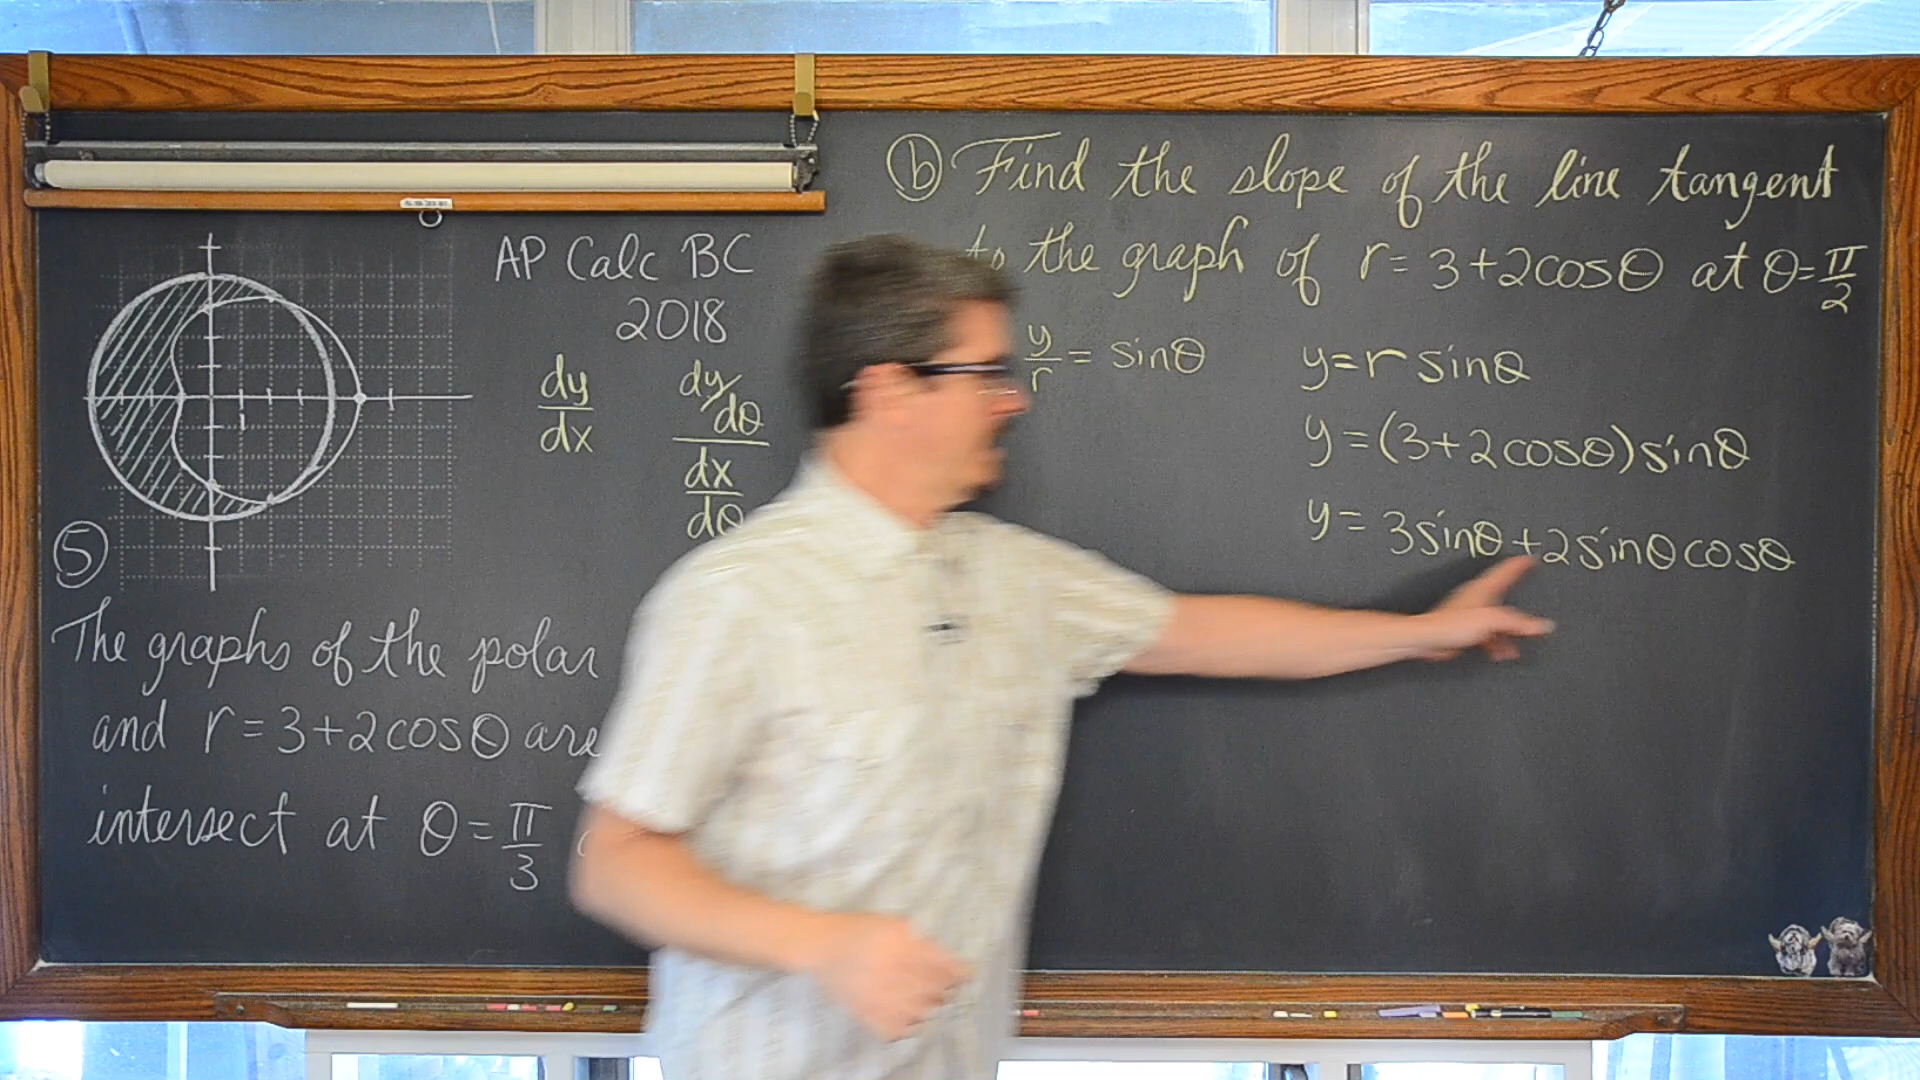 AP Calc BC
2018
dy/dx
dy/dθ
dx/dθ
⑤
The graphs of the polar
and r=3+2cosθ are
intersect at θ=π/3
ⓑ Find the slope of the line tangent
to the graph of r=3+2cosθ at θ=π/2
y/r = sinθ
y=r sinθ
y=(3+2cosθ)sinθ
y=3sinθ+2sinθcosθ